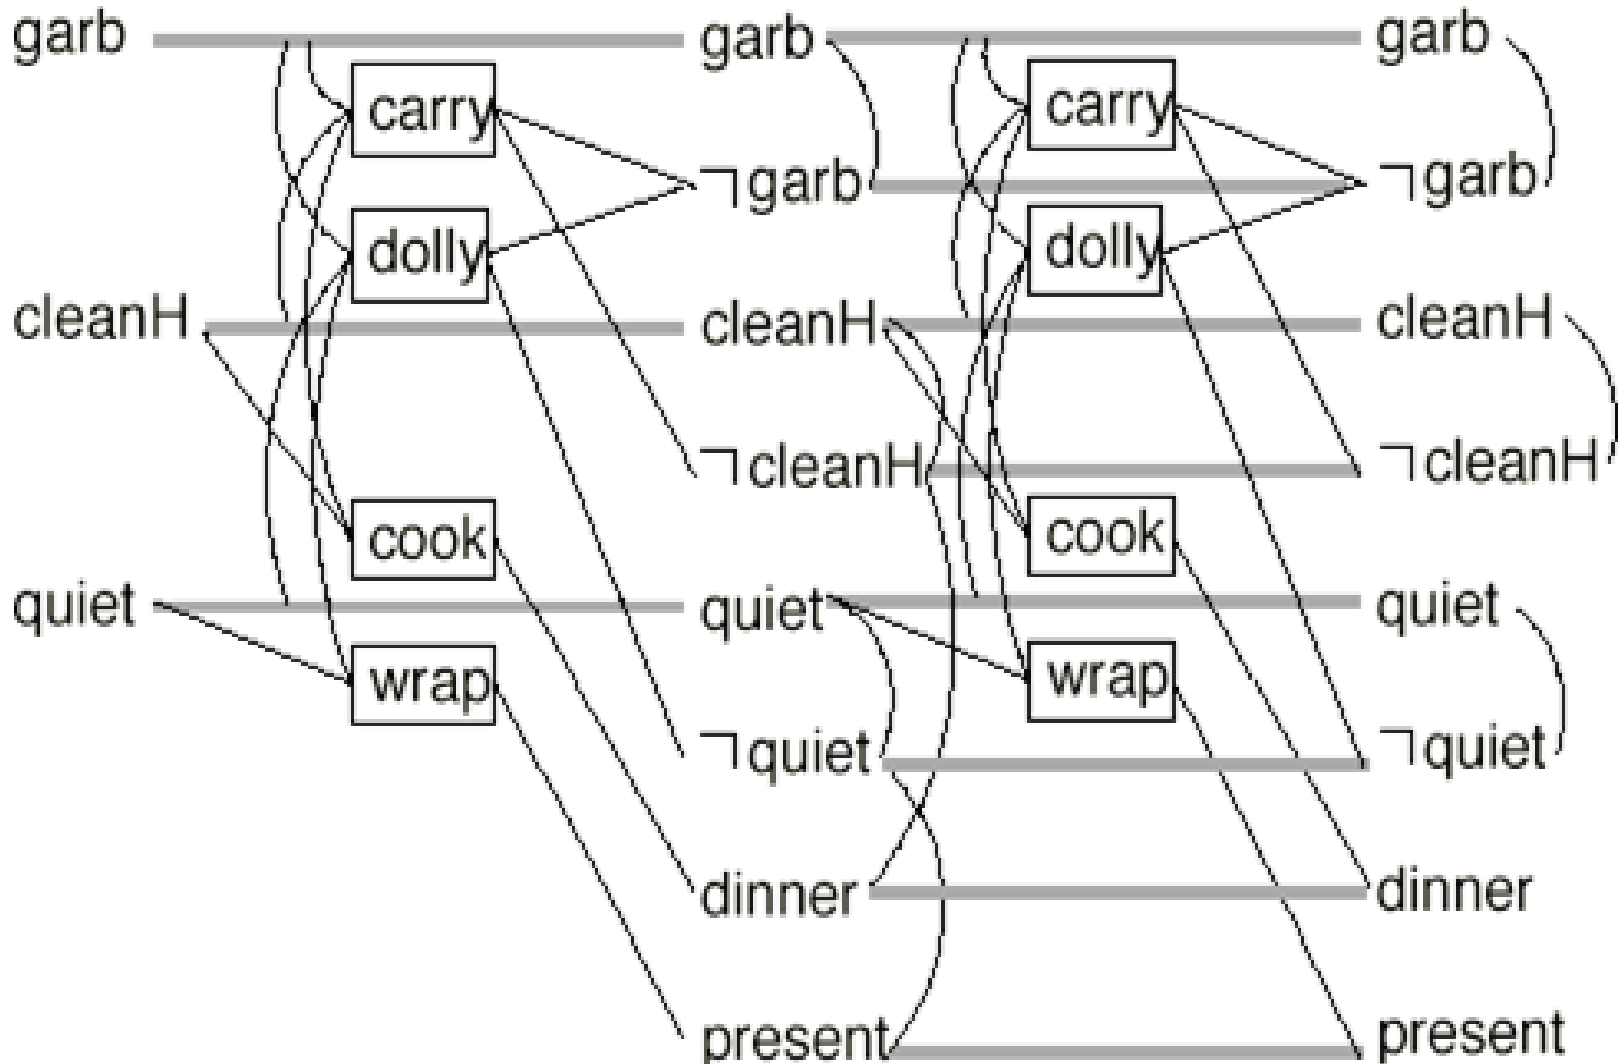 garb garb garb
carry carry
¬garb ¬garb
dolly dolly
cleanH cleanH cleanH
¬cleanH ¬cleanH
cook cook
quiet quiet quiet
wrap wrap
¬quiet ¬quiet
dinner dinner
present present